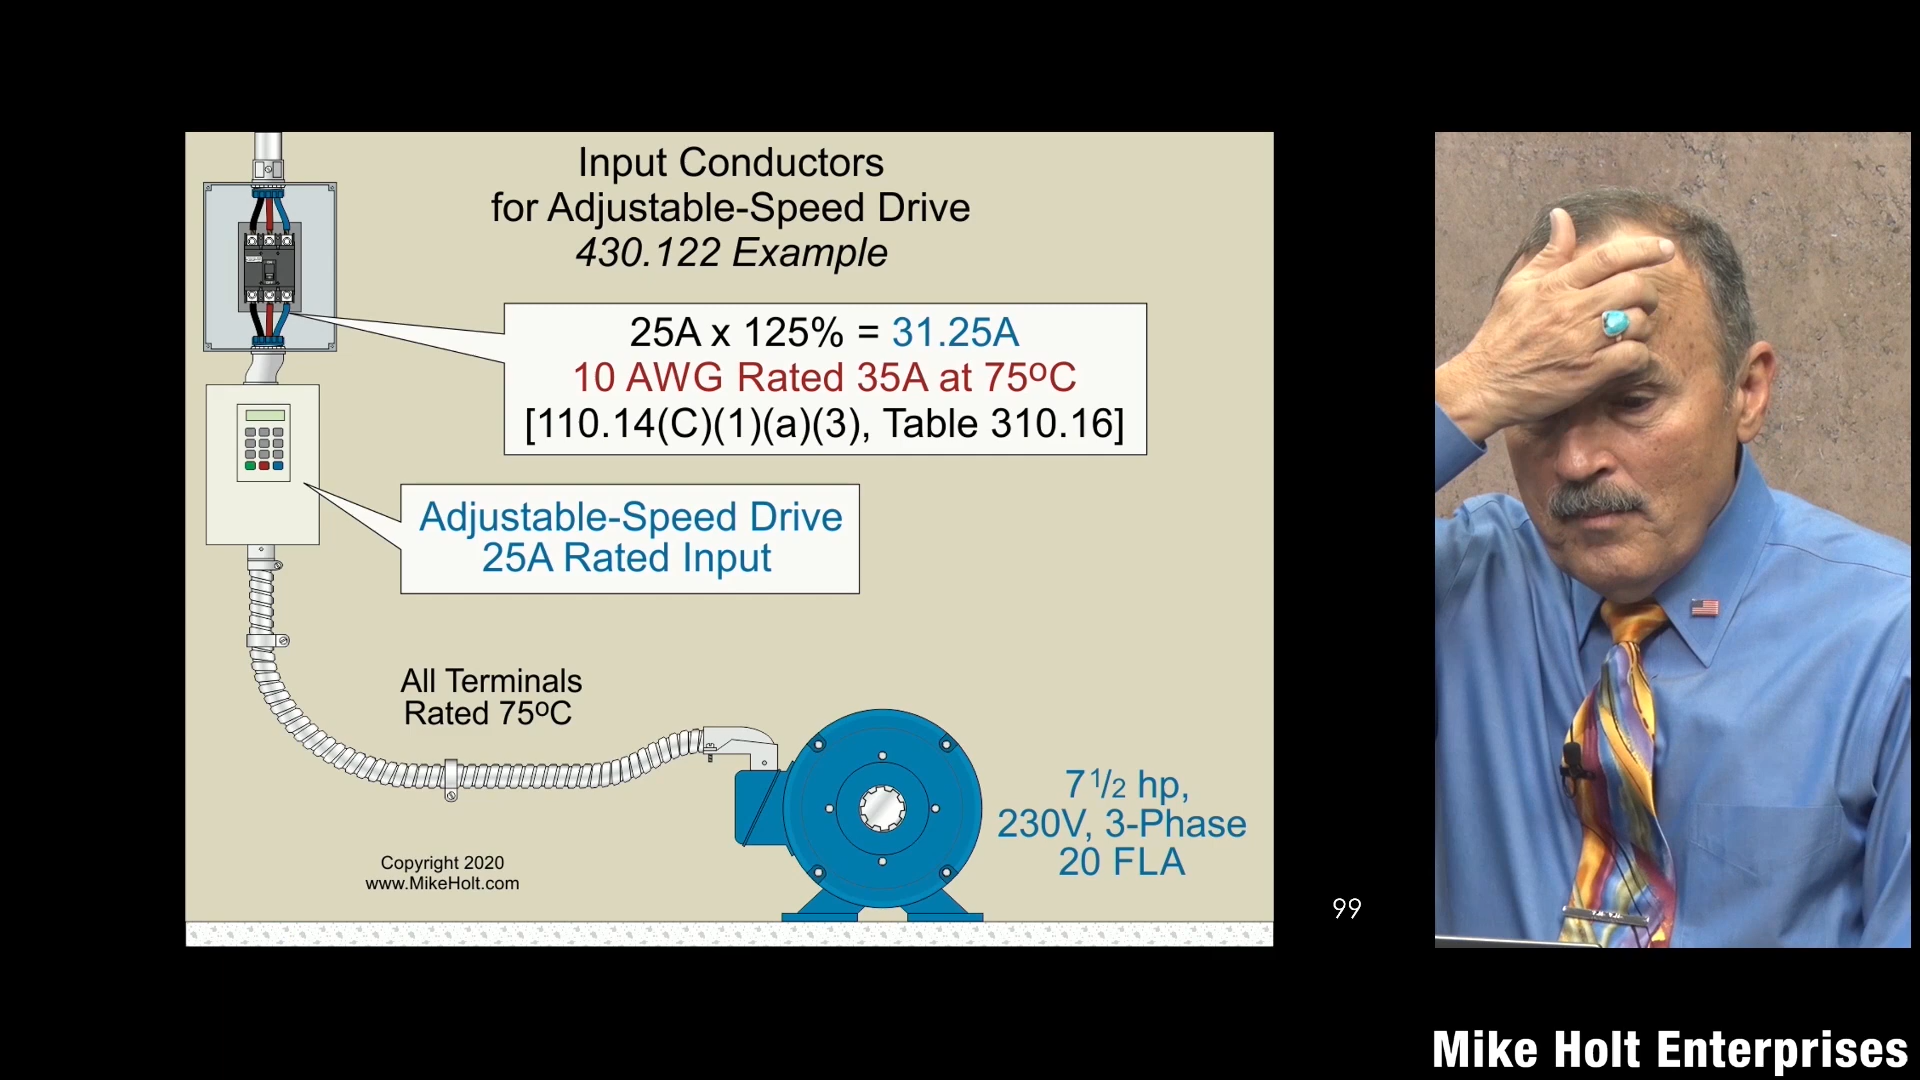 Input Conductors
for Adjustable-Speed Drive
430.122 Example
25A x 125% = 31.25A
10 AWG Rated 35A at 75ºC
[110.14(C)(1)(a)(3), Table 310.16]
Adjustable-Speed Drive
25A Rated Input
All Terminals
Rated 75ºC
7 1/2 hp,
230V, 3-Phase
20 FLA
Copyright 2020
www.MikeHolt.com
99
Mike Holt Enterprises